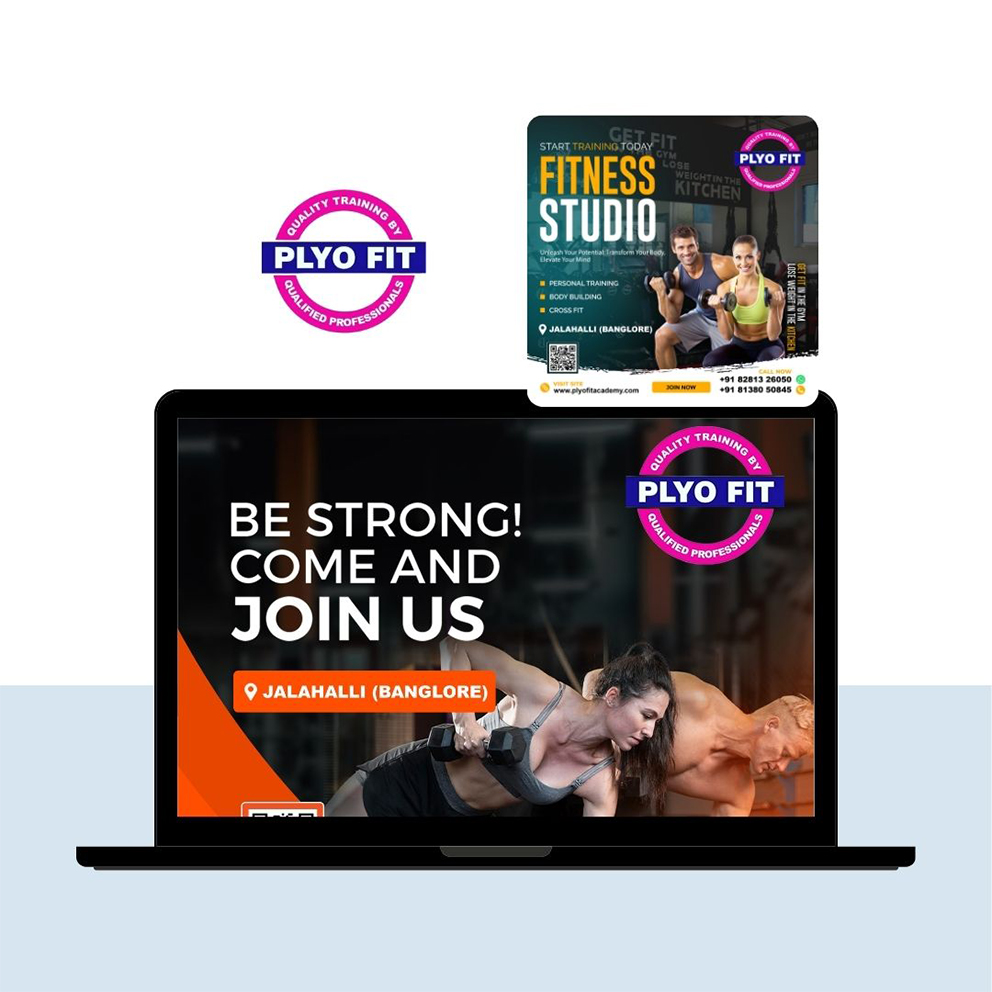 QUALITY TRAINING BY
PLYO FIT
QUALIFIED PROFESSIONALS
GET FIT
IN THE GYM
LOSE
WEIGHT IN THE
KITCHEN
START TRAINING TODAY
FITNESS
STUDIO
Unleash Your Potential, Transform Your Body,
Elevate Your Mind
PERSONAL TRAINING
BODY BUILDING
CROSS FIT
JALAHALLI (BANGLORE)
QUALITY TRAINING BY
PLYO FIT
QUALIFIED PROFESSIONALS
GET FIT IN THE GYM
LOSE WEIGHT IN THE KITCHEN
VISIT SITE
www.plyofitacademy.com
JOIN NOW
CALL NOW
+91 82813 26050
+91 81380 50845
QUALITY TRAINING BY
PLYO FIT
QUALIFIED PROFESSIONALS
BE STRONG!
COME AND
JOIN US
JALAHALLI (BANGLORE)